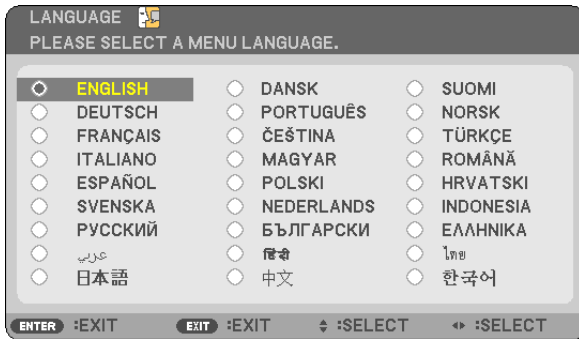 LANGUAGE
PLEASE SELECT A MENU LANGUAGE.
ENGLISH DANSK SUOMI
DEUTSCH PORTUGUÊS NORSK
FRANÇAIS ČEŠTINA TÜRKÇE
ITALIANO MAGYAR ROMÂNĂ
ESPAÑOL POLSKI HRVATSKI
SVENSKA NEDERLANDS INDONESIA
РУССКИЙ БЪЛГАРСКИ ΕΛΛΗΝΙΚΑ
عربي हिंदी ไทย
日本語 中文 한국어
ENTER :EXIT EXIT :EXIT :SELECT :SELECT